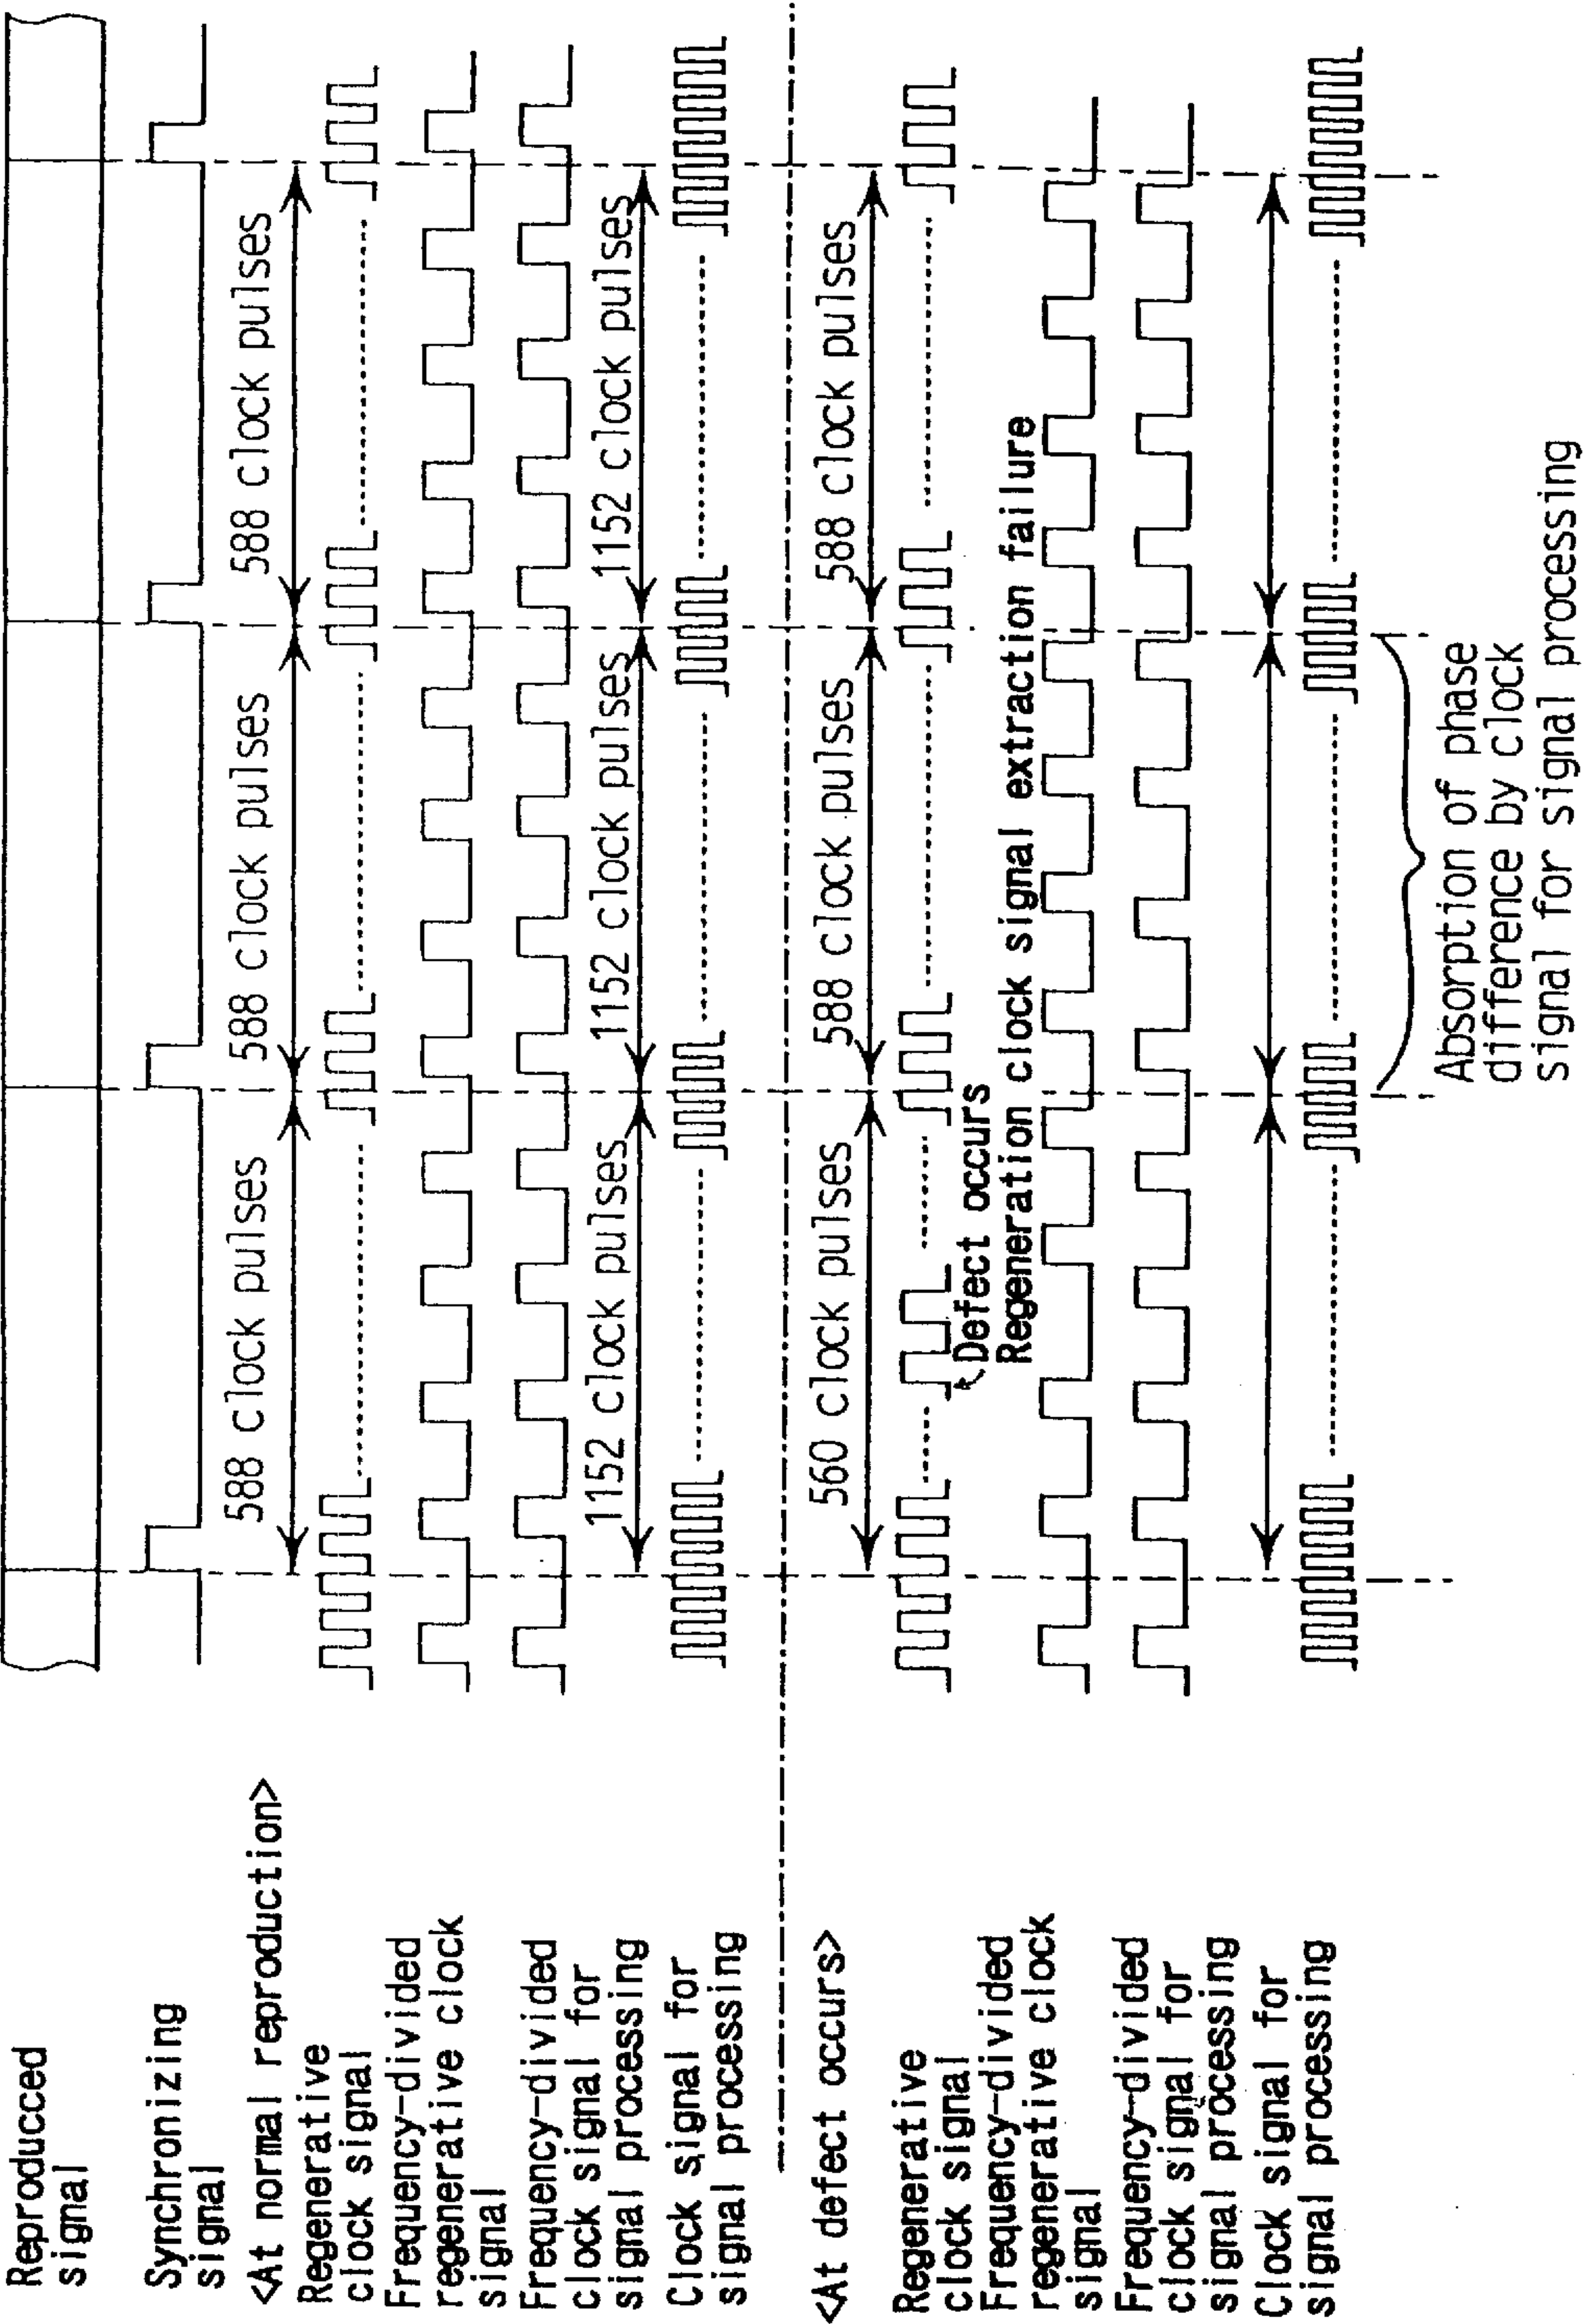 Reproducced
signal
Synchronizing
signal
<At normal reproduction>
588 clock pulses
588 clock pulses
588 clock pulses
Regenerative
clock signal
Frequency-divided
regenerative clock
signal
Frequency-divided
clock signal for
signal processing
1152 clock pulses
1152 clock pulses
1152 clock pulses
Clock signal for
signal processing
<At defect occurs>
560 clock pulses
588 clock pulses
588 clock pulses
Regenerative
clock signal
Defect occurs
Regeneration clock signal extraction failure
Frequency-divided
regenerative clock
signal
Frequency-divided
clock signal for
signal processing
Clock signal for
signal processing
Absorption of phase
difference by clock
signal for signal processing